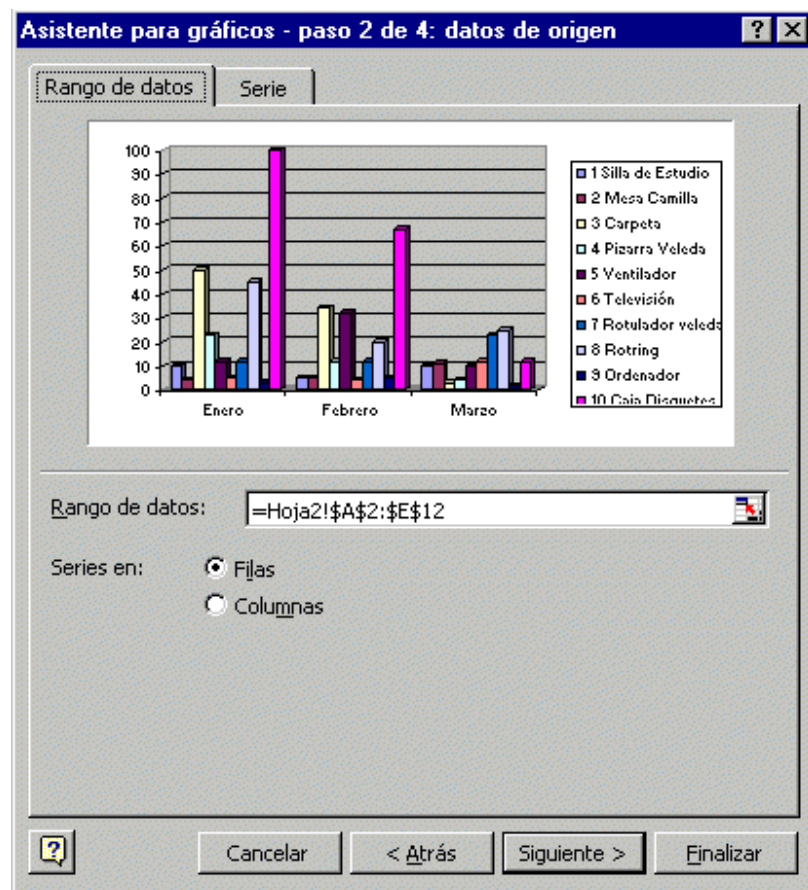 Asistente para gráficos - paso 2 de 4: datos de origen
Rango de datos Serie
100
90
80
70
60
50
40
30
20
10
0
Enero Febrero Marzo
1 Silla de Estudio
2 Mesa Camilla
3 Carpeta
4 Pizarra Veleda
5 Ventilador
6 Televisión
7 Rotulador veleda
8 Rotring
9 Ordenador
10 Caja Disquetes
Rango de datos: =Hoja2!$A$2:$E$12
Series en: Filas
Columnas
Cancelar < Atrás Siguiente > Finalizar